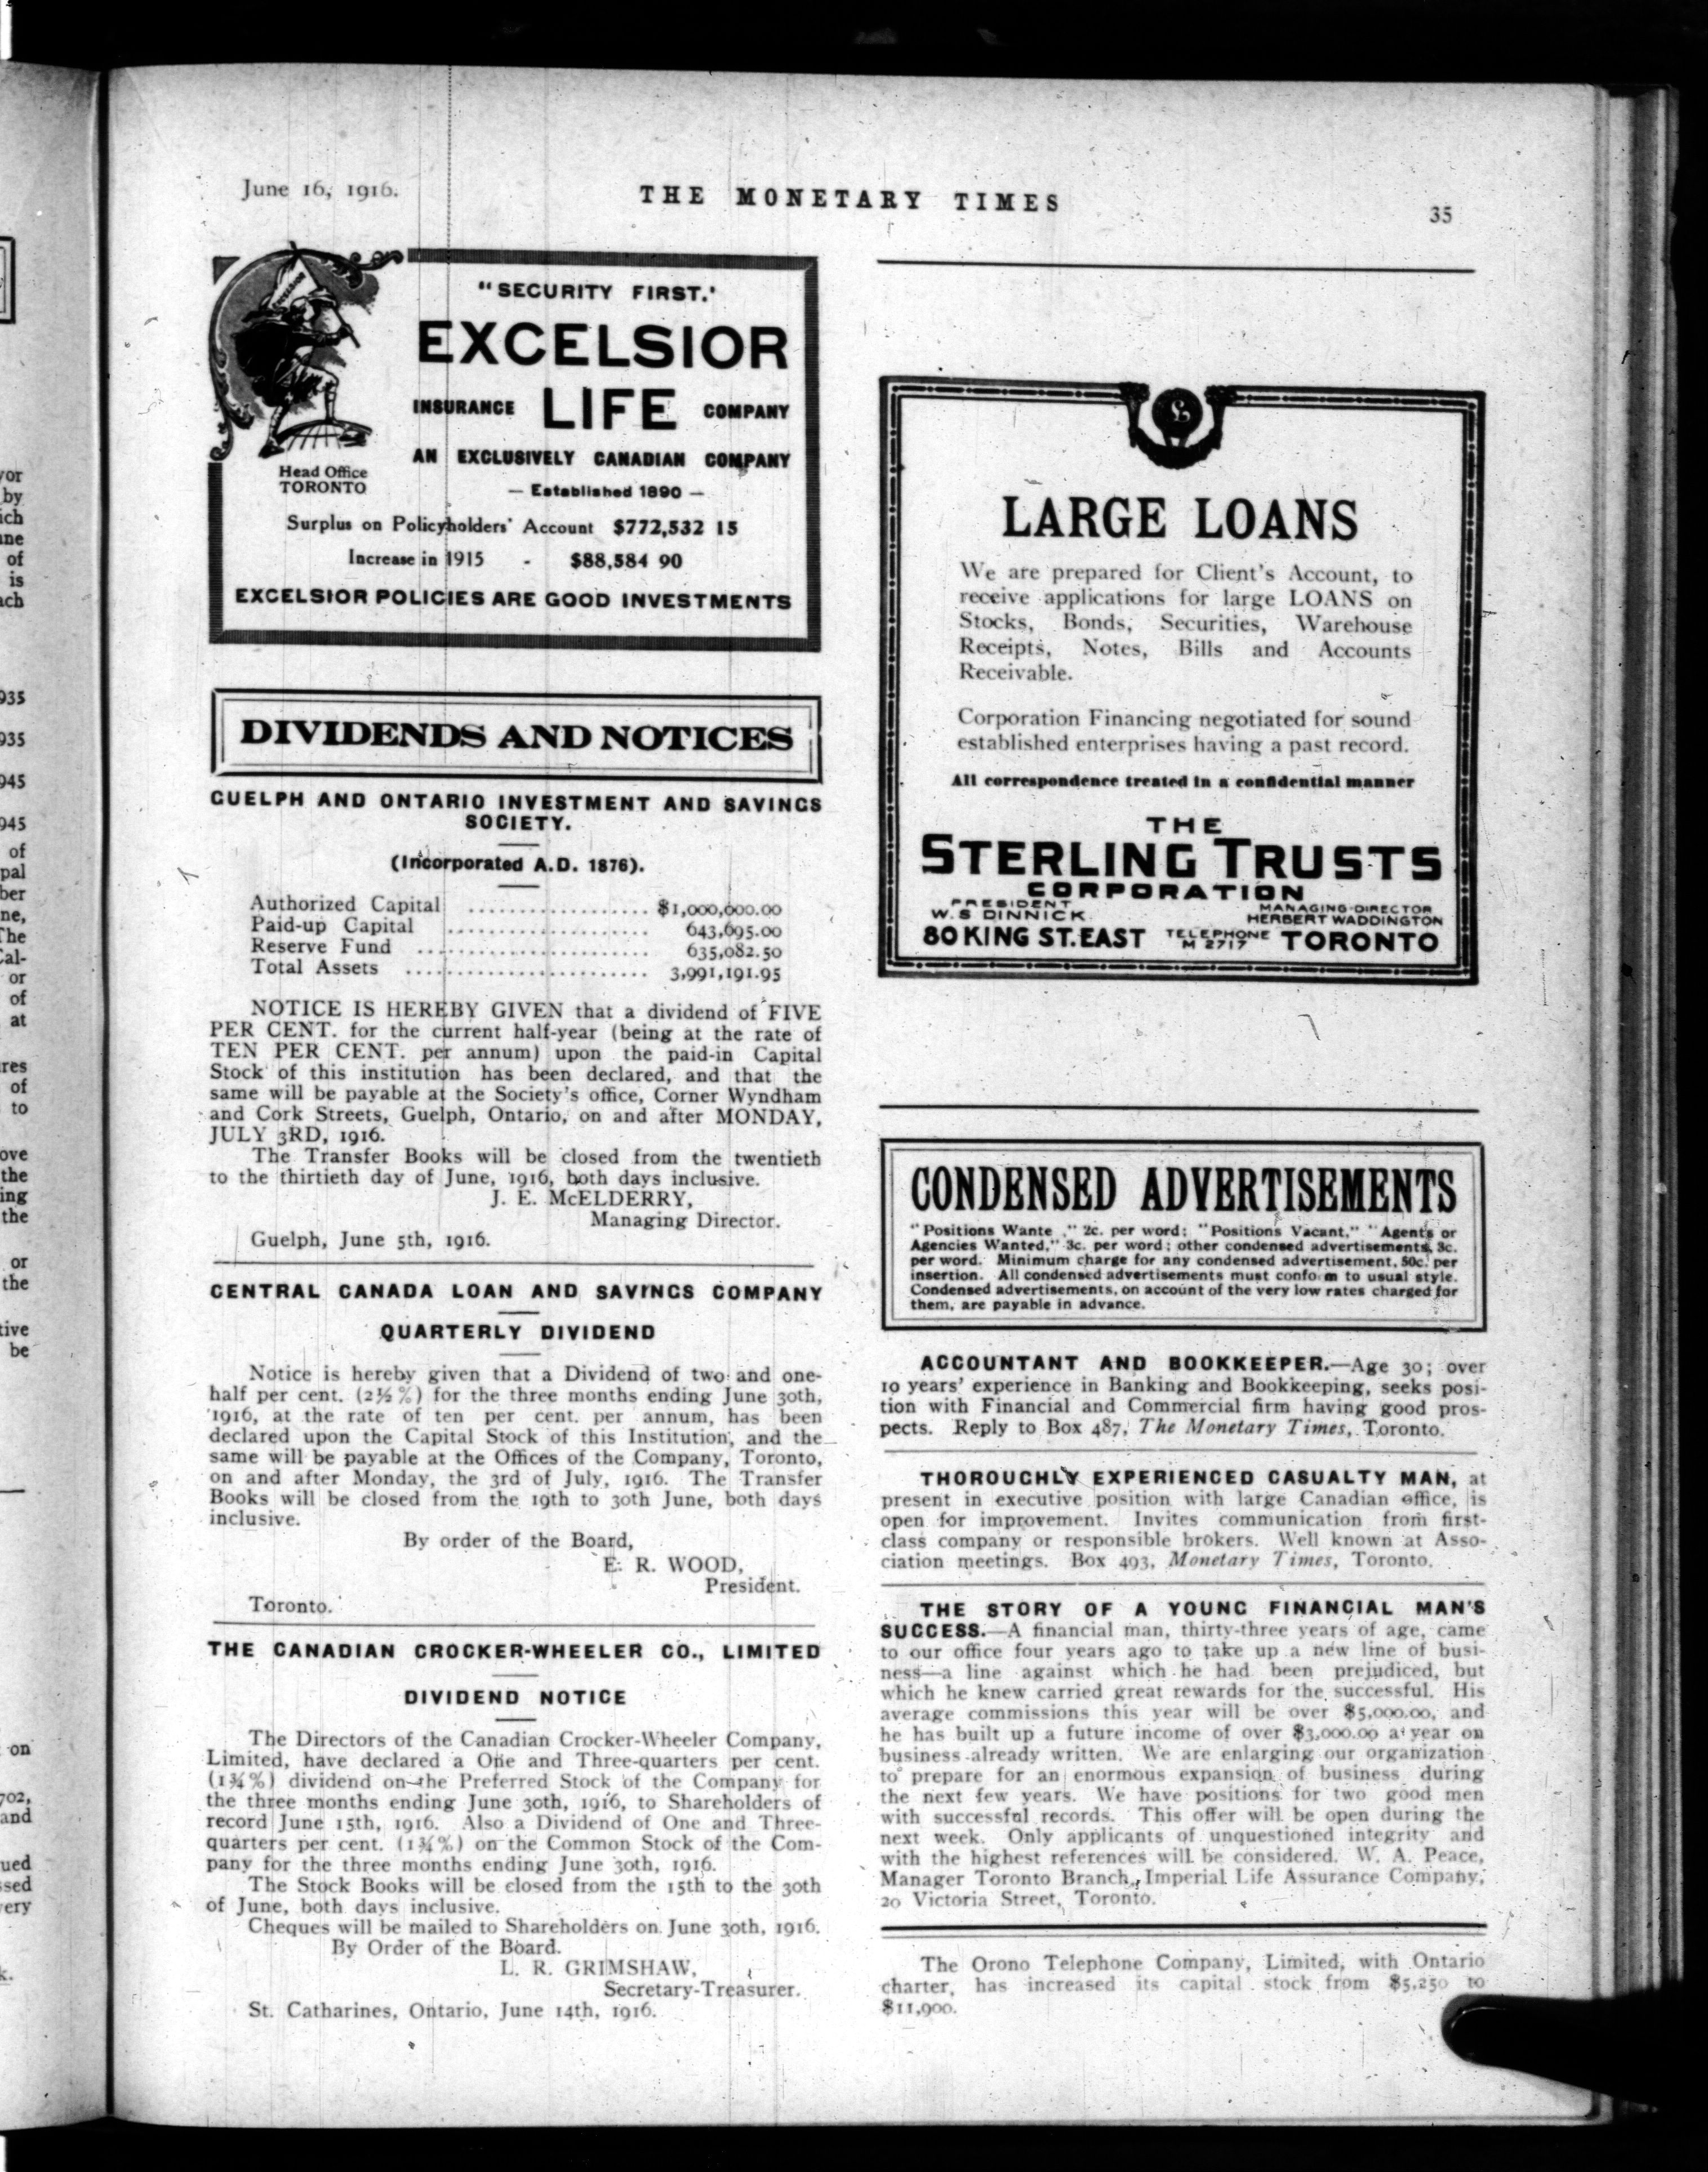 June 16, 1916.
THE MONETARY TIMES
35
"SECURITY FIRST.'
EXCELSIOR
INSURANCE LIFE COMPANY
AN EXCLUSIVELY CANADIAN COMPANY
Head Office
TORONTO
— Established 1890 —
Surplus on Policyholders' Account $772,532 15
Increase in 1915 - $88,584 90
EXCELSIOR POLICIES ARE GOOD INVESTMENTS
DIVIDENDS AND NOTICES
GUELPH AND ONTARIO INVESTMENT AND SAVINGS
SOCIETY.
(Incorporated A.D. 1876).
Authorized Capital .................. $1,000,000.00
Paid-up Capital .................... 643,695.00
Reserve Fund ....................... 635,082.50
Total Assets ........................ 3,991,191.95
NOTICE IS HEREBY GIVEN that a dividend of FIVE
PER CENT. for the current half-year (being at the rate of
TEN PER CENT. per annum) upon the paid-in Capital
Stock of this institution has been declared, and that the
same will be payable at the Society's office, Corner Wyndham
and Cork Streets, Guelph, Ontario, on and after MONDAY,
JULY 3RD, 1916.
The Transfer Books will be closed from the twentieth
to the thirtieth day of June, 1916, both days inclusive.
J. E. McELDERRY,
Managing Director.
Guelph, June 5th, 1916.
CENTRAL CANADA LOAN AND SAVINGS COMPANY
QUARTERLY DIVIDEND
Notice is hereby given that a Dividend of two and one-
half per cent. (2½%) for the three months ending June 30th,
1916, at the rate of ten per cent. per annum, has been
declared upon the Capital Stock of this Institution, and the
same will be payable at the Offices of the Company, Toronto,
on and after Monday, the 3rd of July, 1916. The Transfer
Books will be closed from the 19th to 30th June, both days
inclusive.
By order of the Board,
E. R. WOOD,
President.
Toronto.
THE CANADIAN CROCKER-WHEELER CO., LIMITED
DIVIDEND NOTICE
The Directors of the Canadian Crocker-Wheeler Company,
Limited, have declared a One and Three-quarters per cent.
(1¾%) dividend on the Preferred Stock of the Company for
the three months ending June 30th, 1916, to Shareholders of
record June 15th, 1916. Also a Dividend of One and Three-
quarters per cent. (1¾%) on the Common Stock of the Com-
pany for the three months ending June 30th, 1916.
The Stock Books will be closed from the 15th to the 30th
of June, both days inclusive.
Cheques will be mailed to Shareholders on June 30th, 1916.
By Order of the Board.
L. R. GRIMSHAW,
Secretary-Treasurer.
St. Catharines, Ontario, June 14th, 1916.
LARGE LOANS
We are prepared for Client's Account, to
receive applications for large LOANS on
Stocks, Bonds, Securities, Warehouse
Receipts, Notes, Bills and Accounts
Receivable.
Corporation Financing negotiated for sound
established enterprises having a past record.
All correspondence treated in a confidential manner
THE
STERLING TRUSTS
CORPORATION
PRESIDENT MANAGING-DIRECTOR
W. S DINNICK HERBERT WADDINGTON
80 KING ST. EAST TELEPHONE M 2717 TORONTO
CONDENSED ADVERTISEMENTS
"Positions Wante ," 2c. per word; "Positions Vacant," "Agents or
Agencies Wanted," 3c. per word; other condensed advertisements, 3c.
per word. Minimum charge for any condensed advertisement, 50c. per
insertion. All condensed advertisements must conform to usual style.
Condensed advertisements, on account of the very low rates charged for
them, are payable in advance.
ACCOUNTANT AND BOOKKEEPER.—Age 30; over
10 years' experience in Banking and Bookkeeping, seeks posi-
tion with Financial and Commercial firm having good pros-
pects. Reply to Box 487, The Monetary Times, Toronto.
THOROUGHLY EXPERIENCED CASUALTY MAN, at
present in executive position with large Canadian office, is
open for improvement. Invites communication from first-
class company or responsible brokers. Well known at Asso-
ciation meetings. Box 493, Monetary Times, Toronto.
THE STORY OF A YOUNG FINANCIAL MAN'S
SUCCESS.—A financial man, thirty-three years of age, came
to our office four years ago to take up a new line of busi-
ness—a line against which he had been prejudiced, but
which he knew carried great rewards for the successful. His
average commissions this year will be over $5,000.00, and
he has built up a future income of over $3,000.00 a year on
business already written. We are enlarging our organization
to prepare for an enormous expansion of business during
the next few years. We have positions for two good men
with successful records. This offer will be open during the
next week. Only applicants of unquestioned integrity and
with the highest references will be considered. W. A. Peace,
Manager Toronto Branch, Imperial Life Assurance Company,
20 Victoria Street, Toronto.
The Orono Telephone Company, Limited, with Ontario
charter, has increased its capital stock from $5,250 to
$11,900.